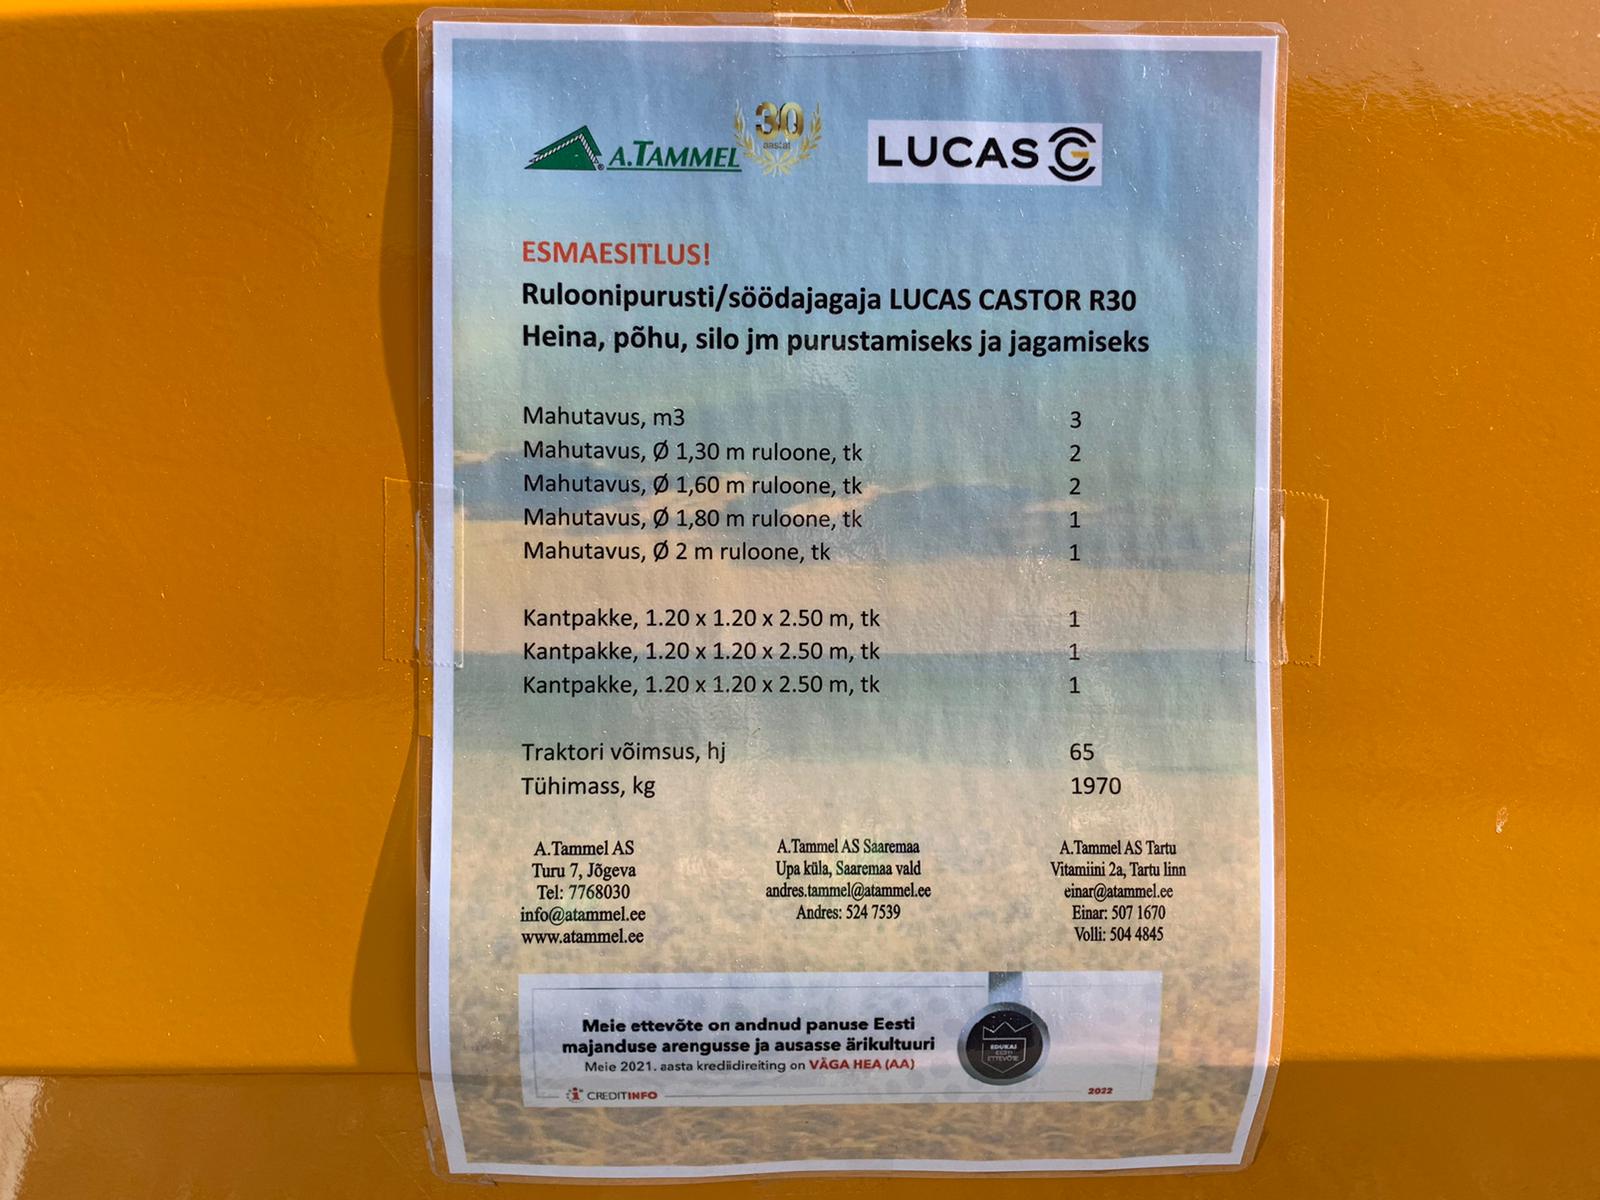 A.TAMMEL
30
aastat
LUCAS G
ESMAESITLUS!
Ruloonipurusti/söödajagaja LUCAS CASTOR R30
Heina, põhu, silo jm purustamiseks ja jagamiseks
Mahutavus, m3 3
Mahutavus, Ø 1,30 m ruloone, tk 2
Mahutavus, Ø 1,60 m ruloone, tk 2
Mahutavus, Ø 1,80 m ruloone, tk 1
Mahutavus, Ø 2 m ruloone, tk 1
Kantpakke, 1.20 x 1.20 x 2.50 m, tk 1
Kantpakke, 1.20 x 1.20 x 2.50 m, tk 1
Kantpakke, 1.20 x 1.20 x 2.50 m, tk 1
Traktori võimsus, hj 65
Tühimass, kg 1970
A.Tammel AS
Turu 7, Jõgeva
Tel: 7768030
info@atammel.ee
www.atammel.ee
A.Tammel AS Saaremaa
Upa küla, Saaremaa vald
andres.tammel@atammel.ee
Andres: 524 7539
A.Tammel AS Tartu
Vitamiini 2a, Tartu linn
einar@atammel.ee
Einar: 507 1670
Volli: 504 4845
Meie ettevõte on andnud panuse Eesti
majanduse arengusse ja ausasse ärikultuuri
Meie 2021. aasta krediidireiting on VÄGA HEA (AA)
EDUKAS
EESTI
ETTEVÕTE
CREDITINFO
2022